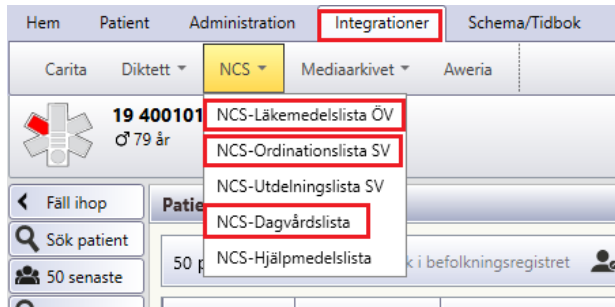 Hem Patient Administration Integrationer Schema/Tidbok
Carita Diktett NCS Mediaarkivet Aweria
19 400101
♂ 79 år
NCS-Läkemedelslista ÖV
NCS-Ordinationslista SV
NCS-Utdelningslista SV
NCS-Dagvårdslista
NCS-Hjälpmedelslista
Fäll ihop
Patie
Sök patient
50 senaste
50 p
k i befolkningsregistret